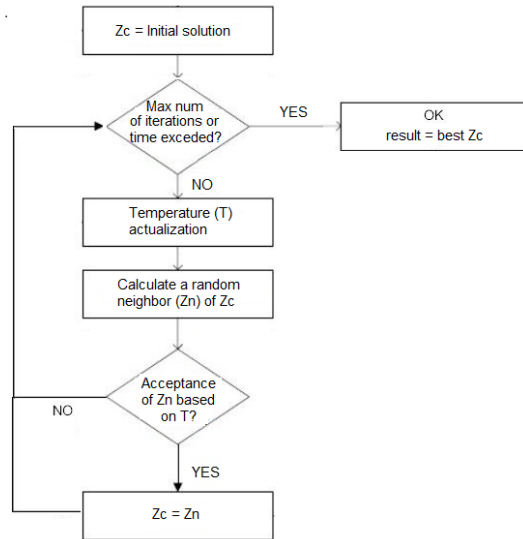 Zc = Initial solution
Max num
of iterations or
time exceded?
YES
OK
result = best Zc
NO
Temperature (T)
actualization
Calculate a random
neighbor (Zn) of Zc
Acceptance
of Zn based
on T?
NO
YES
Zc = Zn